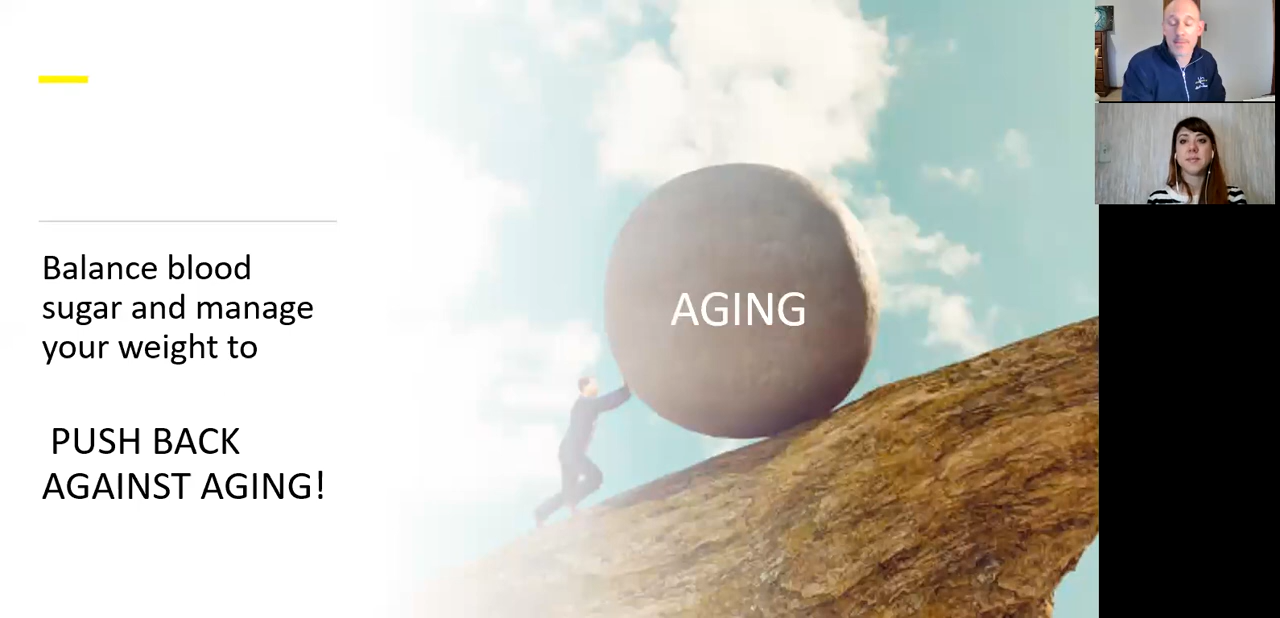 Balance blood
sugar and manage
your weight to
PUSH BACK
AGAINST AGING!
AGING